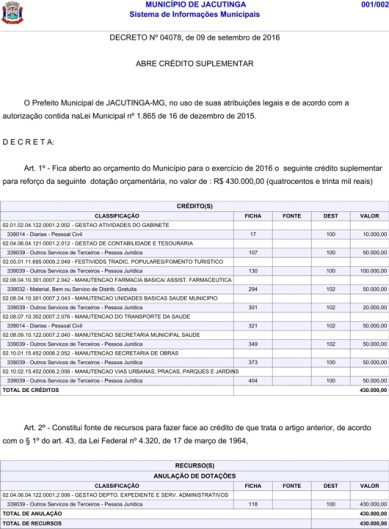 MUNICÍPIO DE JACUTINGA 001/002
Sistema de Informações Municipais
DECRETO Nº 04078, de 09 de setembro de 2016
ABRE CRÉDITO SUPLEMENTAR
O Prefeito Municipal de JACUTINGA-MG, no uso de suas atribuições legais e de acordo com a
autorização contida naLei Municipal nº 1.865 de 16 de dezembro de 2015.
D E C R E T A:
Art. 1º - Fica aberto ao orçamento do Município para o exercício de 2016 o seguinte crédito suplementar
para reforço da seguinte dotação orçamentária, no valor de : R$ 430.000,00 (quatrocentos e trinta mil reais)
CRÉDITO(S)
CLASSIFICAÇÃO FICHA FONTE DEST VALOR
02.01.02.04.122.0001.2.002 - GESTAO ATIVIDADES DO GABINETE
339014 - Diarias - Pessoal Civil 17 100 10.000,00
02.04.06.04.121.0001.2.012 - GESTAO DE CONTABILIDADE E TESOURARIA
339039 - Outros Servicos de Terceiros - Pessoa Juridica 107 100 50.000,00
02.05.01.11.695.0009.2.049 - FESTIVIDDS TRADIC. POPULARES/FOMENTO TURISTICO
339039 - Outros Servicos de Terceiros - Pessoa Juridica 130 100 100.000,00
02.08.04.10.301.0007.2.042 - MANUTENCAO FARMACIA BASICA/ ASSIST. FARMACEUTICA
339032 - Material, Bem ou Servico de Distrib. Gratuita 294 102 50.000,00
02.08.04.10.301.0007.2.043 - MANUTENCAO UNIDADES BASICAS SAUDE MUNICIPIO
339039 - Outros Servicos de Terceiros - Pessoa Juridica 301 102 20.000,00
02.08.07.10.302.0007.2.076 - MANUTENCAO DO TRANSPORTE DA SAUDE
339014 - Diarias - Pessoal Civil 321 102 50.000,00
02.08.09.10.122.0007.2.040 - MANUTENCAO SECRETARIA MUNICIPAL SAUDE
339039 - Outros Servicos de Terceiros - Pessoa Juridica 349 102 50.000,00
02.10.01.15.452.0006.2.052 - MANUTENCAO SECRETARIA DE OBRAS
339039 - Outros Servicos de Terceiros - Pessoa Juridica 373 100 50.000,00
02.10.02.15.452.0006.2.056 - MANUTENCAO VIAS URBANAS, PRACAS, PARQUES E JARDINS
339039 - Outros Servicos de Terceiros - Pessoa Juridica 404 100 50.000,00
TOTAL DE CRÉDITOS 430.000,00
Art. 2º - Constitui fonte de recursos para fazer face ao crédito de que trata o artigo anterior, de acordo
com o § 1º do art. 43, da Lei Federal nº 4.320, de 17 de março de 1964,
RECURSO(S)
ANULAÇÃO DE DOTAÇÕES
CLASSIFICAÇÃO FICHA FONTE DEST VALOR
02.04.06.04.122.0001.2.006 - GESTAO DEPTO. EXPEDIENTE E SERV. ADMINISTRATIVOS
339039 - Outros Servicos de Terceiros - Pessoa Juridica 118 100 430.000,00
TOTAL DE ANULAÇÃO 430.000,00
TOTAL DE RECURSOS 430.000,00